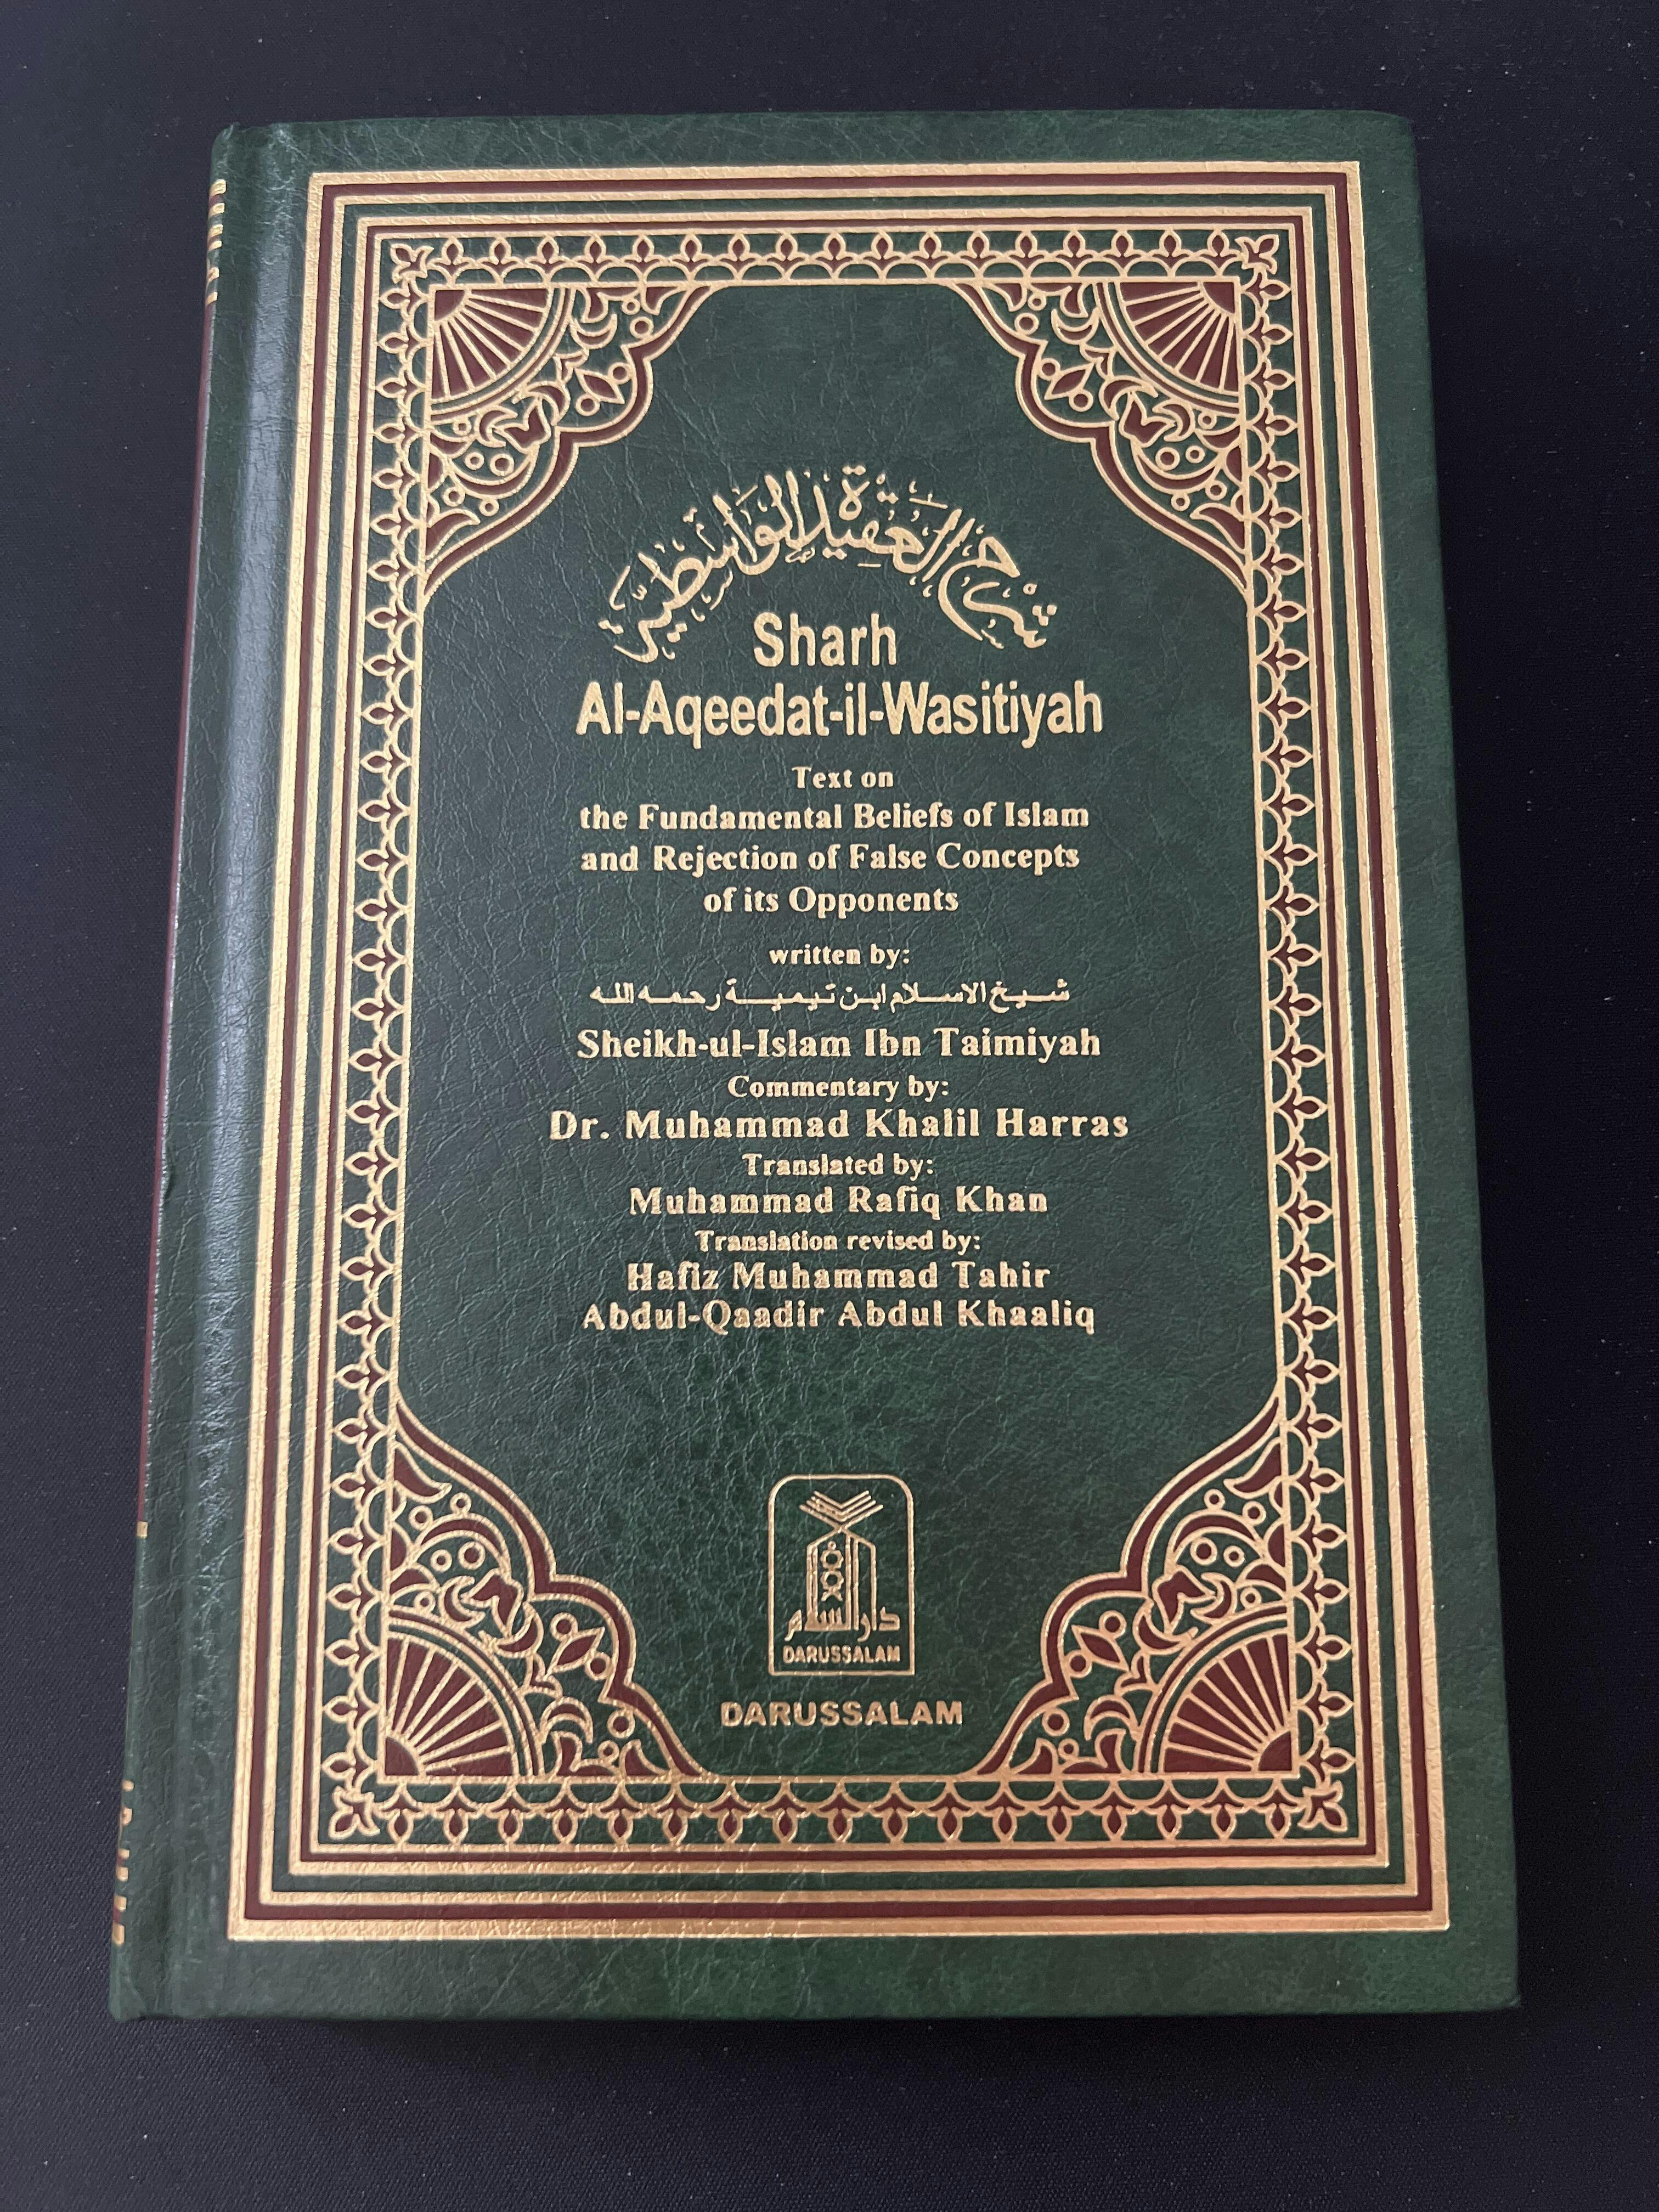 شرح العقيدة الواسطية
Sharh
Al-Aqeedat-il-Wasitiyah
Text on
the Fundamental Beliefs of Islam
and Rejection of False Concepts
of its Opponents
written by:
شيخ الاسلام ابن تيمية رحمه الله
Sheikh-ul-Islam Ibn Taimiyah
Commentary by:
Dr. Muhammad Khalil Harras
Translated by:
Muhammad Rafiq Khan
Translation revised by:
Hafiz Muhammad Tahir
Abdul-Qaadir Abdul Khaaliq
دار السلام
DARUSSALAM
DARUSSALAM